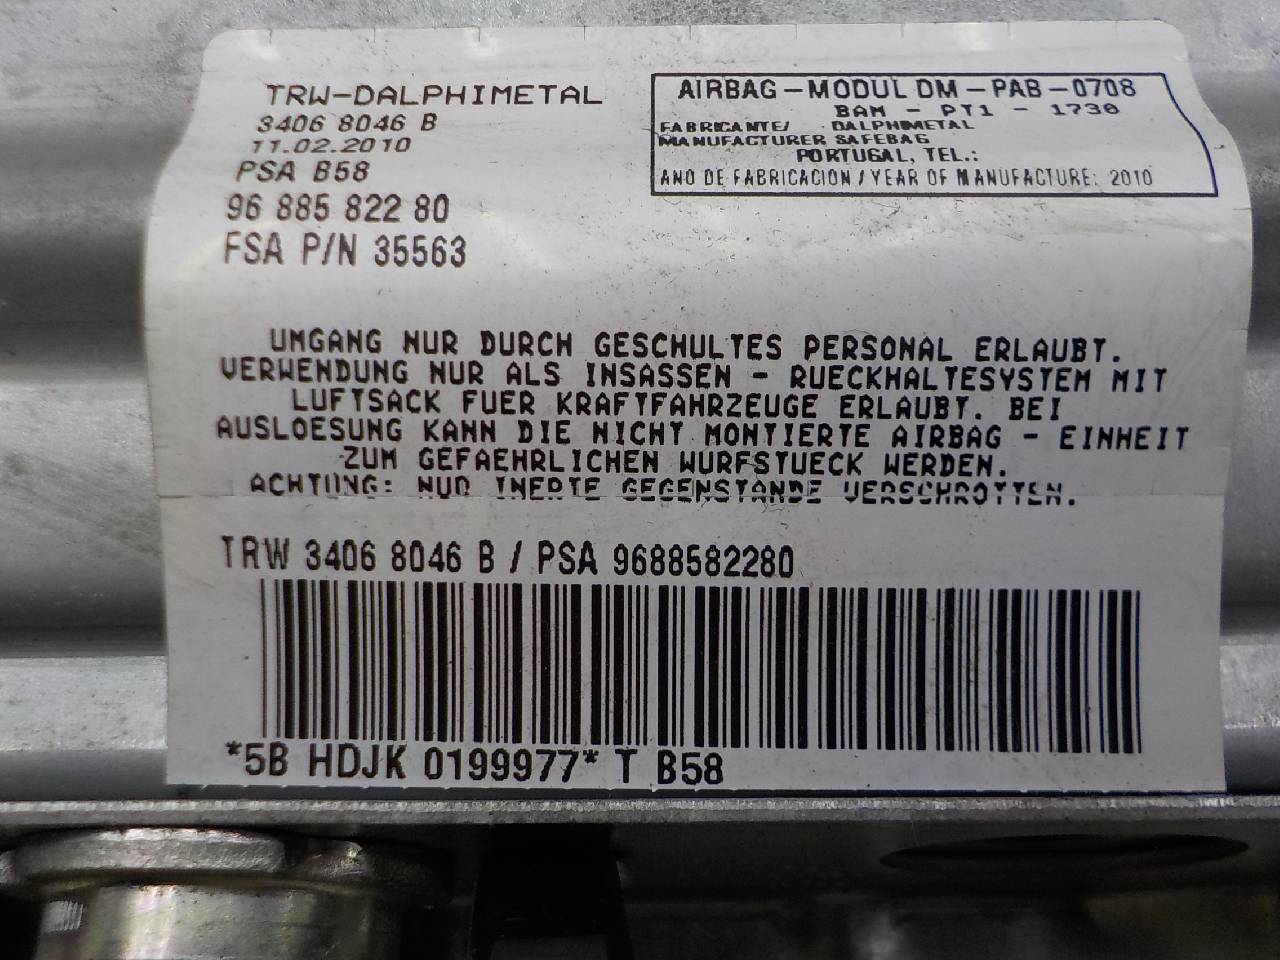 TRW-DALPHIMETAL
3406 8046 B
11.02.2010
PSA B58
96 885 822 80
FSA P/N 35563
AIRBAG-MODUL DM-PAB-0708
BAM - PT1 - 1730
FABRICANTE/ DALPHIMETAL
MANUFACTURER SAFEBAG
PORTUGAL, TEL.:
ANO DE FABRICACION / YEAR OF MANUFACTURE: 2010
UMGANG NUR DURCH GESCHULTES PERSONAL ERLAUBT.
VERWENDUNG NUR ALS INSASSEN - RUECKHALTESYSTEM MIT
LUFTSACK FUER KRAFTFAHRZEUGE ERLAUBT. BEI
AUSLOESUNG KANN DIE NICHT MONTIERTE AIRBAG - EINHEIT
ZUM GEFAEHRLICHEN WURFSTUECK WERDEN.
ACHTUNG: NUR INERTE GEGENSTANDE VERSCHROTTEN.
TRW 3406 8046 B / PSA 9688582280
*5B HDJK 0199977* T B58